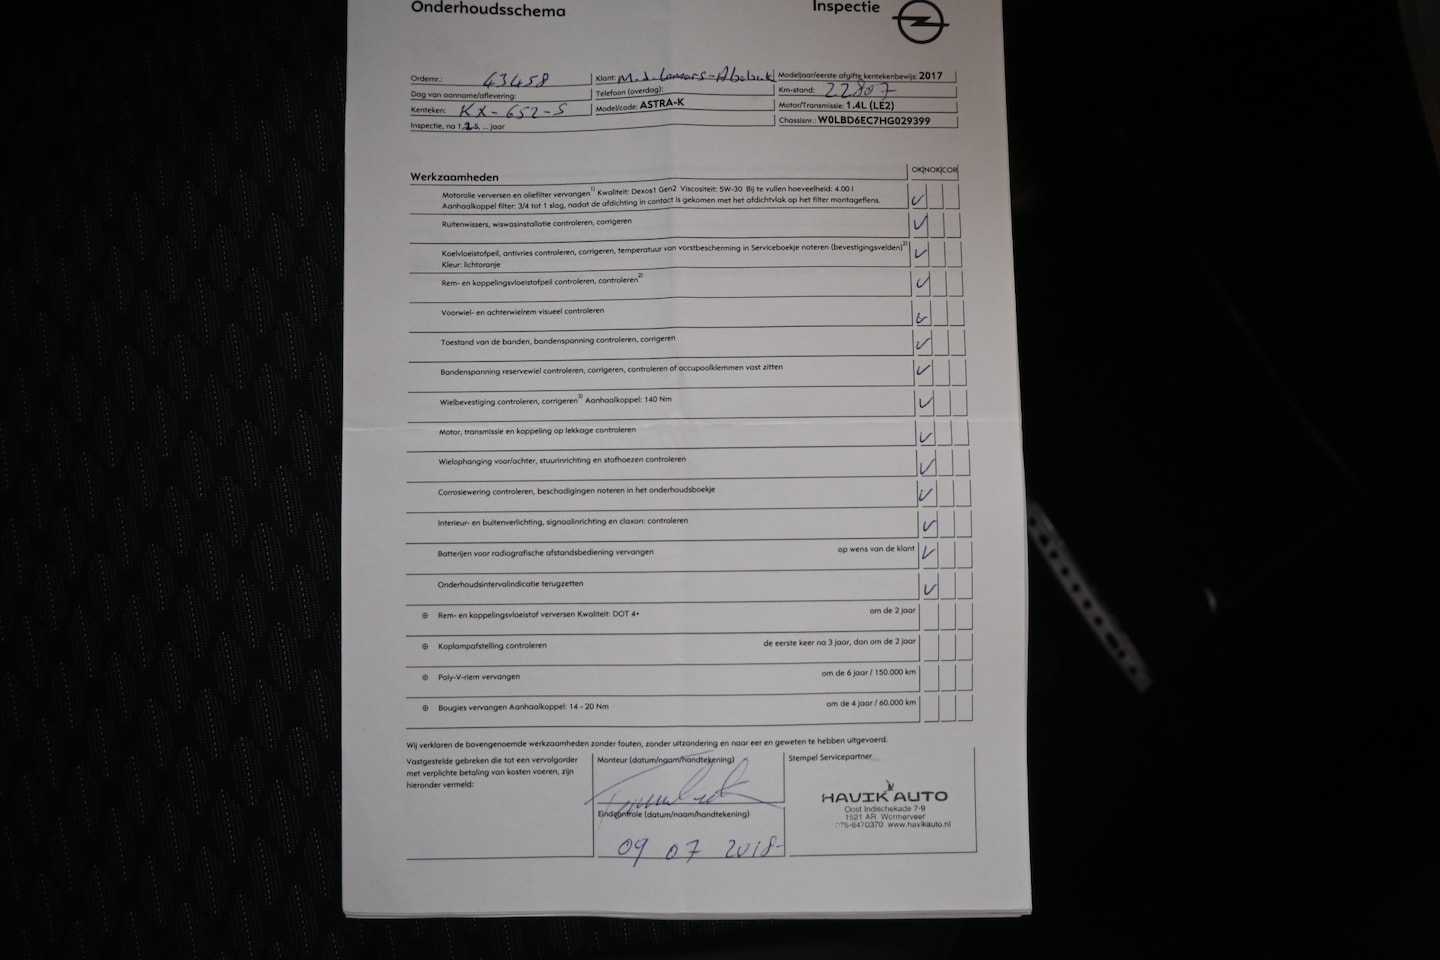 Onderhoudsschema
Inspectie
Ordernr.: 43458
Klant:
Modeljaar/eerste afgifte kentekenbewijs: 2017
Dag van aanname/aflevering:
Telefoon (overdag):
Km-stand: 22807
Kenteken: KX-652-S
Model/code: ASTRA-K
Motor/Transmissie: 1.4L (LE2)
Inspectie, na 1, ... jaar
Chassisnr.: W0LBD6EC7HG029399
Werkzaamheden
OK NOK COR
Motorolie verversen en oliefilter vervangen1) Kwaliteit: Dexos1 Gen2 Viscositeit: 5W-30 Bij te vullen hoeveelheid: 4.00 l
Aanhaalkoppel filter: 3/4 tot 1 slag, nadat de afdichting in contact is gekomen met het afdichtvlak op het filter montageflens.
Ruitenwissers, wiswasinstallatie controleren, corrigeren
Koelvloeistofpeil, antivries controleren, corrigeren, temperatuur van vorstbescherming in Serviceboekje noteren (bevestigingsvelden)2)
Kleur: lichtoranje
Rem- en koppelingsvloeistofpeil controleren, controleren2)
Voorwiel- en achterwielrem visueel controleren
Toestand van de banden, bandenspanning controleren, corrigeren
Bandenspanning reservewiel controleren, corrigeren, controleren of accupoolklemmen vast zitten
Wielbevestiging controleren, corrigeren3) Aanhaalkoppel: 140 Nm
Motor, transmissie en koppeling op lekkage controleren
Wielophanging voor/achter, stuurinrichting en stofhoezen controleren
Corrosiewering controleren, beschadigingen noteren in het onderhoudsboekje
Interieur- en buitenverlichting, signaalinrichting en claxon: controleren
Batterijen voor radiografische afstandsbediening vervangen op wens van de klant
Onderhoudsintervalindicatie terugzetten
⊕ Rem- en koppelingsvloeistof verversen Kwaliteit: DOT 4+ om de 2 jaar
⊕ Koplampafstelling controleren de eerste keer na 3 jaar, dan om de 2 jaar
⊕ Poly-V-riem vervangen om de 6 jaar / 150.000 km
⊕ Bougies vervangen Aanhaalkoppel: 14 - 20 Nm om de 4 jaar / 60.000 km
Wij verklaren de bovengenoemde werkzaamheden zonder fouten, zonder uitzondering en naar eer en geweten te hebben uitgevoerd.
Vastgestelde gebreken die tot een vervolgorder
met verplichte betaling van kosten voeren, zijn
hieronder vermeld:
Monteur (datum/naam/handtekening)
Eindcontrole (datum/naam/handtekening)
09 07 2018
Stempel Servicepartner
HAVIK AUTO
Oost Indischekade 7-9
1521 AR Wormerveer
075-6470370 www.havikauto.nl